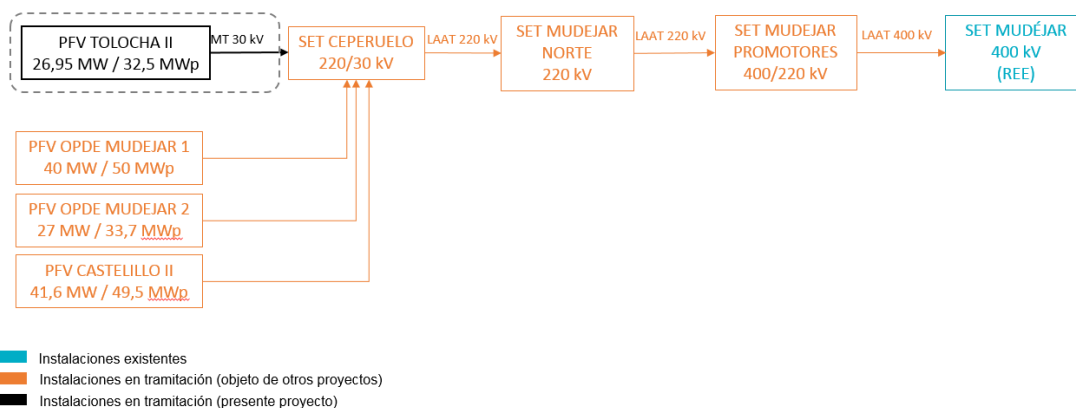 PFV TOLOCHA II
26,95 MW / 32,5 MWp
MT 30 kV
SET CEPERUELO
220/30 kV
LAAT 220 kV
SET MUDEJAR
NORTE
220 kV
LAAT 220 kV
SET MUDEJAR
PROMOTORES
400/220 kV
LAAT 400 kV
SET MUDÉJAR
400 kV
(REE)
PFV OPDE MUDEJAR 1
40 MW / 50 MWp
PFV OPDE MUDEJAR 2
27 MW / 33,7 MWp
PFV CASTELILLO II
41,6 MW / 49,5 MWp
Instalaciones existentes
Instalaciones en tramitación (objeto de otros proyectos)
Instalaciones en tramitación (presente proyecto)